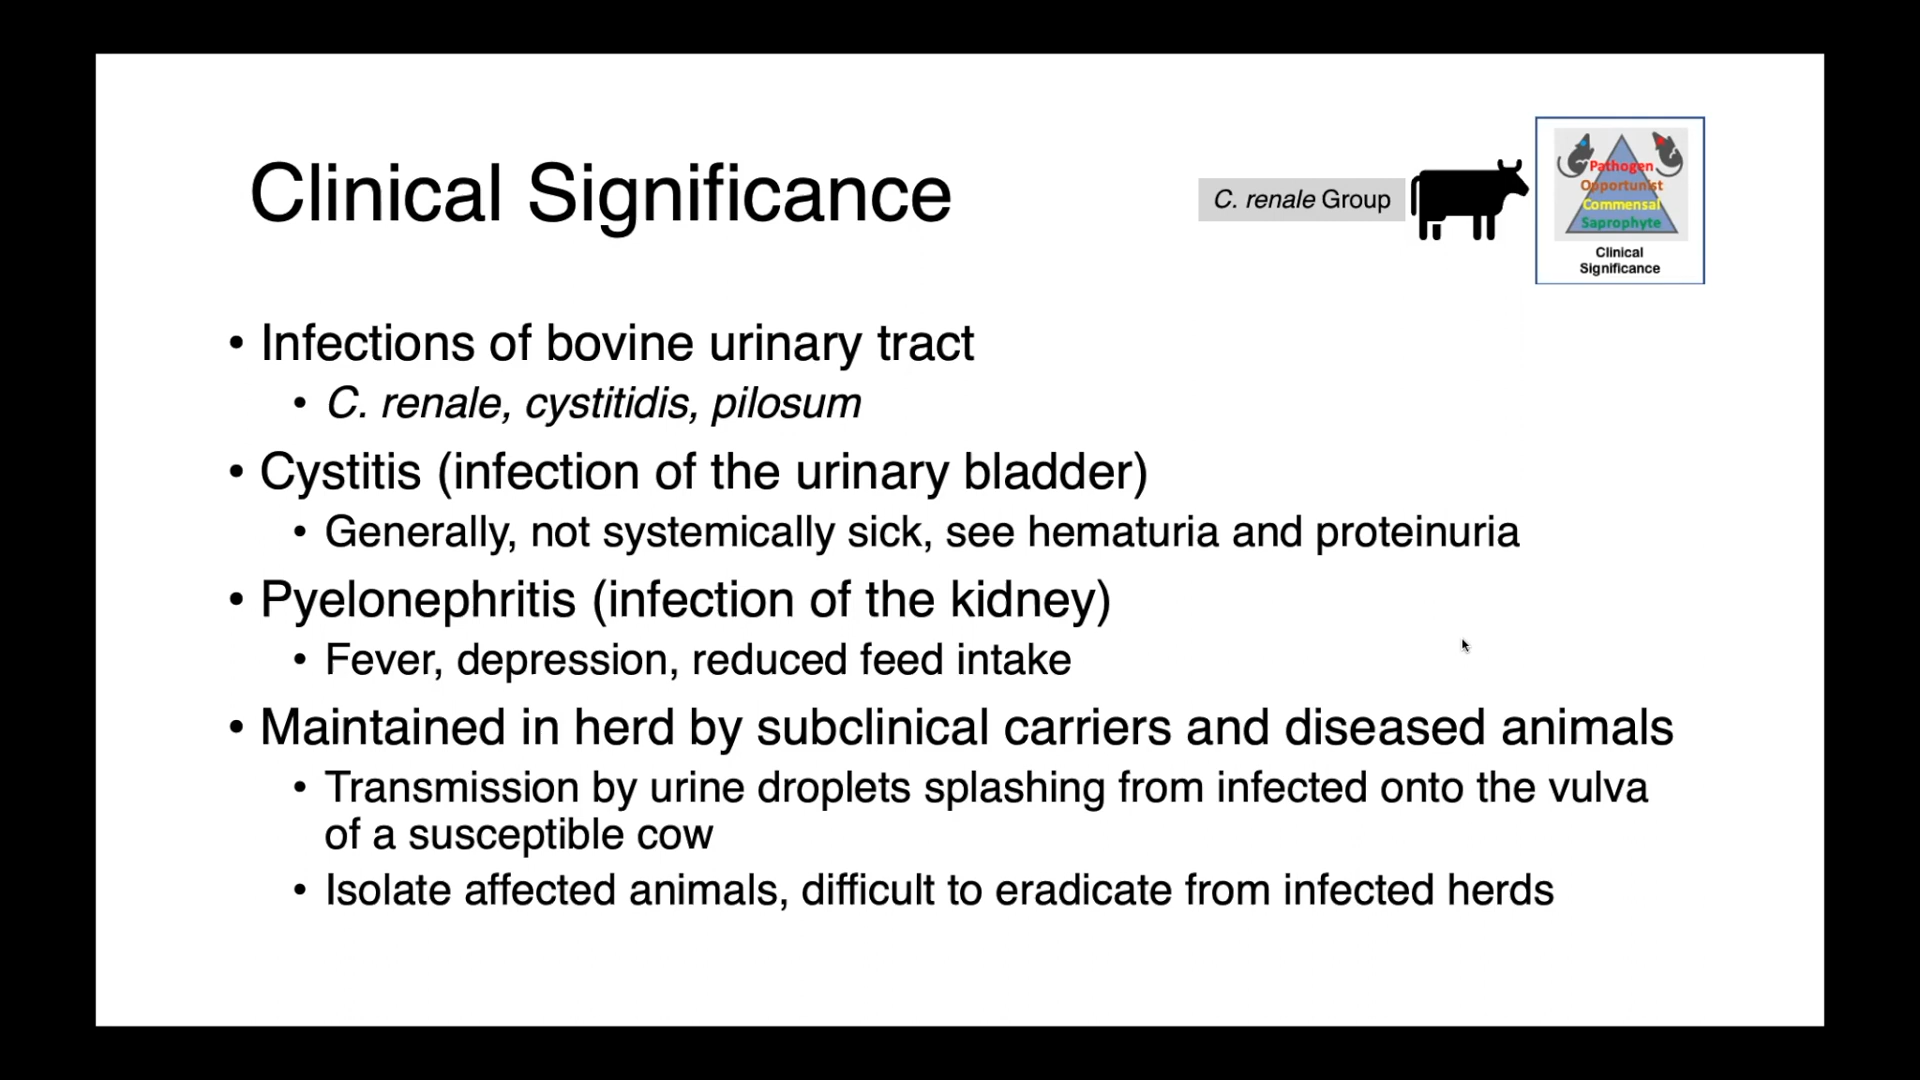 Clinical Significance
C. renale Group
Pathogen
Opportunist
Commensal
Saprophyte
Clinical
Significance
• Infections of bovine urinary tract
• C. renale, cystitidis, pilosum
• Cystitis (infection of the urinary bladder)
• Generally, not systemically sick, see hematuria and proteinuria
• Pyelonephritis (infection of the kidney)
• Fever, depression, reduced feed intake
• Maintained in herd by subclinical carriers and diseased animals
• Transmission by urine droplets splashing from infected onto the vulva
of a susceptible cow
• Isolate affected animals, difficult to eradicate from infected herds